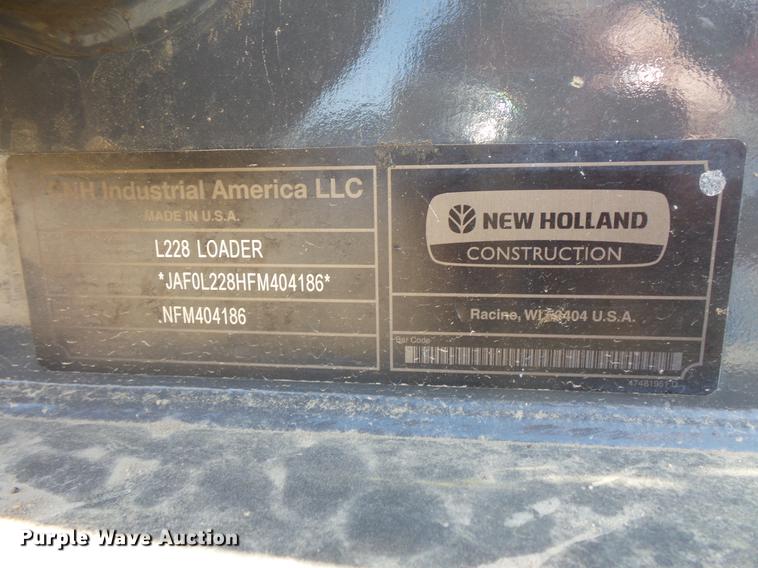 CNH Industrial America LLC
MADE IN U.S.A.
L228 LOADER
*JAF0L228HFM404186*
.NFM404186
NEW HOLLAND
CONSTRUCTION
Racine, WI 53404 U.S.A.
Bar Code
Purple Wave Auction